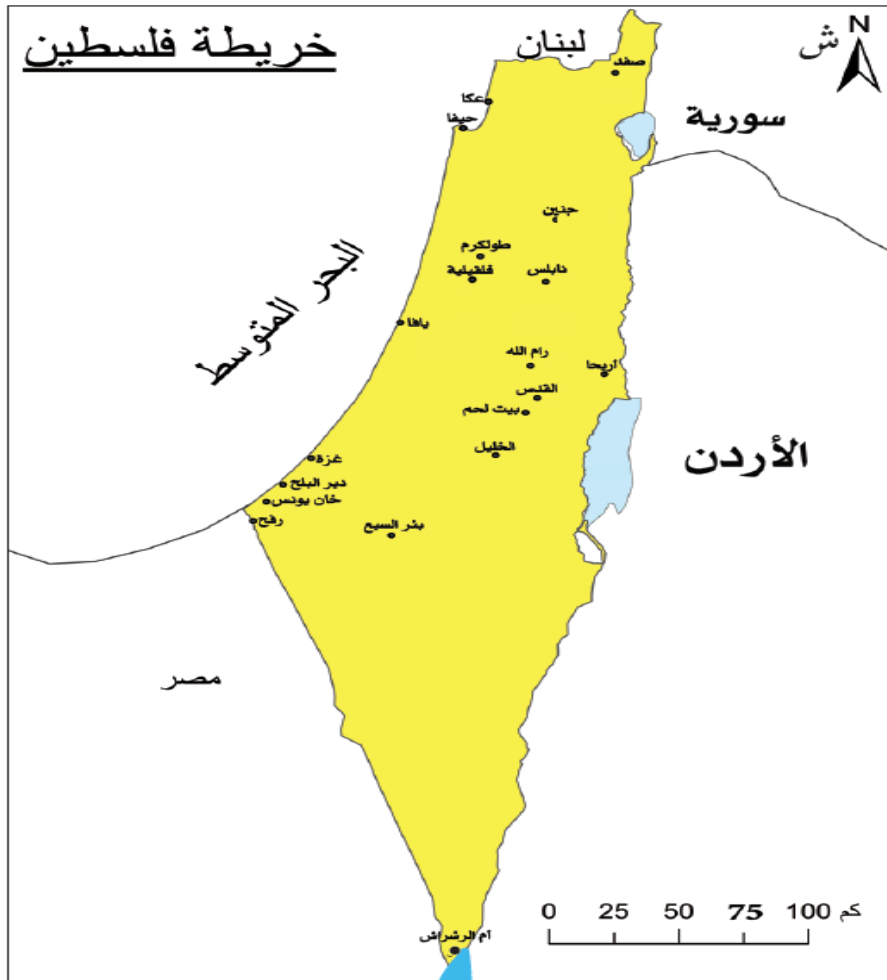 خريطة فلسطين
لبنان
ش
N
صفد
عكا
حيفا
سورية
جنين
طولكرم
قلقيلية
نابلس
البحر المتوسط
يافا
رام الله
أريحا
القدس
بيت لحم
الخليل
الأردن
غزة
دير البلح
خان يونس
رفح
بئر السبع
مصر
أم الرشراش
0 25 50 75 100 كم